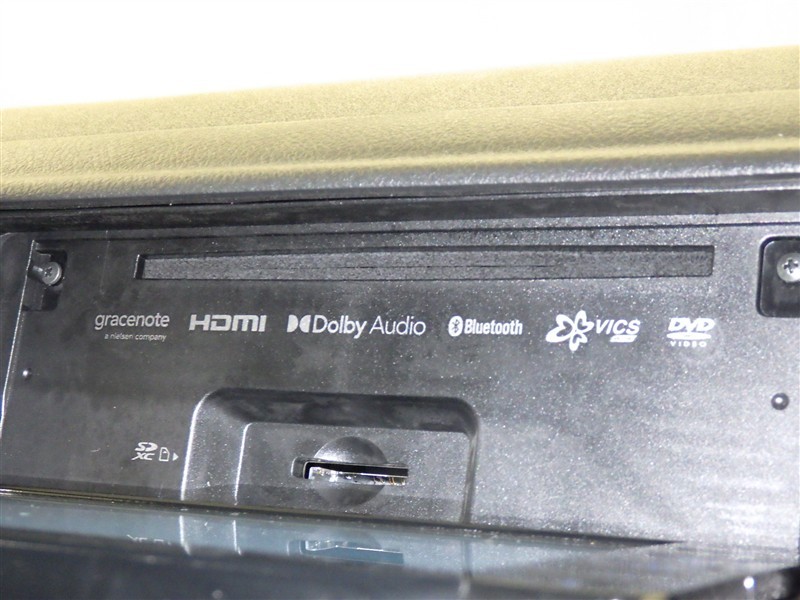 gracenote
a nielsen company
HDMI
Dolby Audio
Bluetooth
VICS
DVD
VIDEO
SD
XC